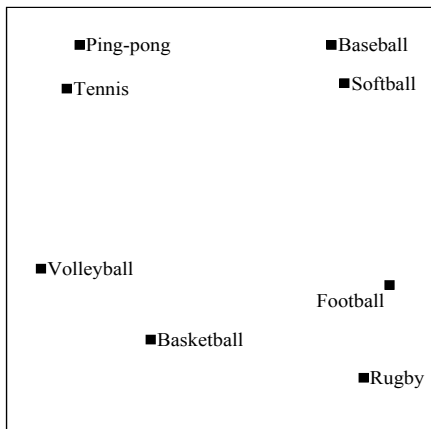 Ping-pong
Baseball
Tennis
Softball
Volleyball
Football
Basketball
Rugby